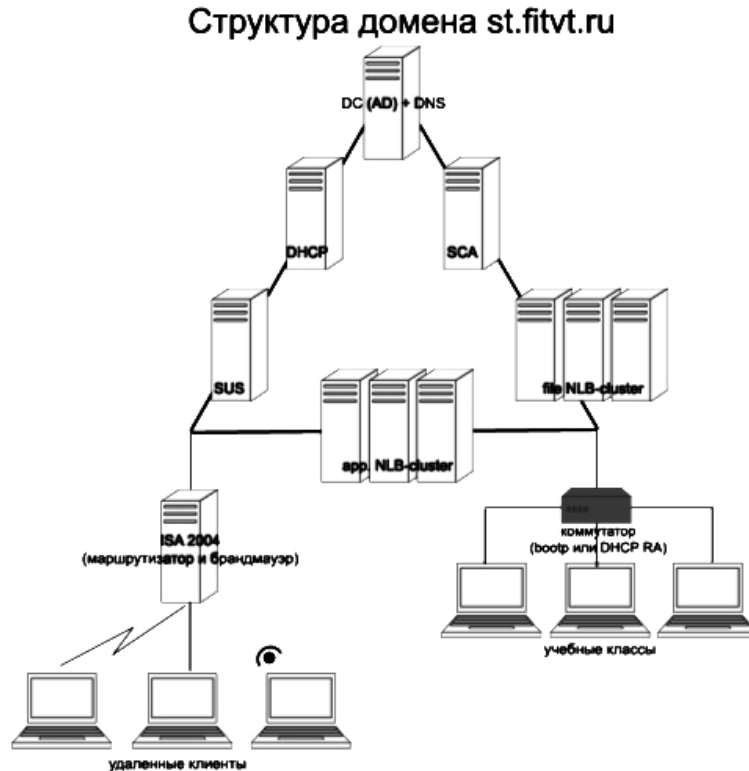 Структура домена st.fitvt.ru
DC (AD) + DNS
DHCP
SCA
SUS
file NLB-cluster
app. NLB-cluster
ISA 2004
(маршрутизатор и брандмауэр)
коммутатор
(bootp или DHCP RA)
учебные классы
удаленные клиенты